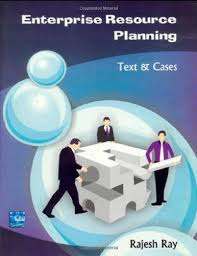 Enterprise Resource
Planning
Text & Cases
Rajesh Ray